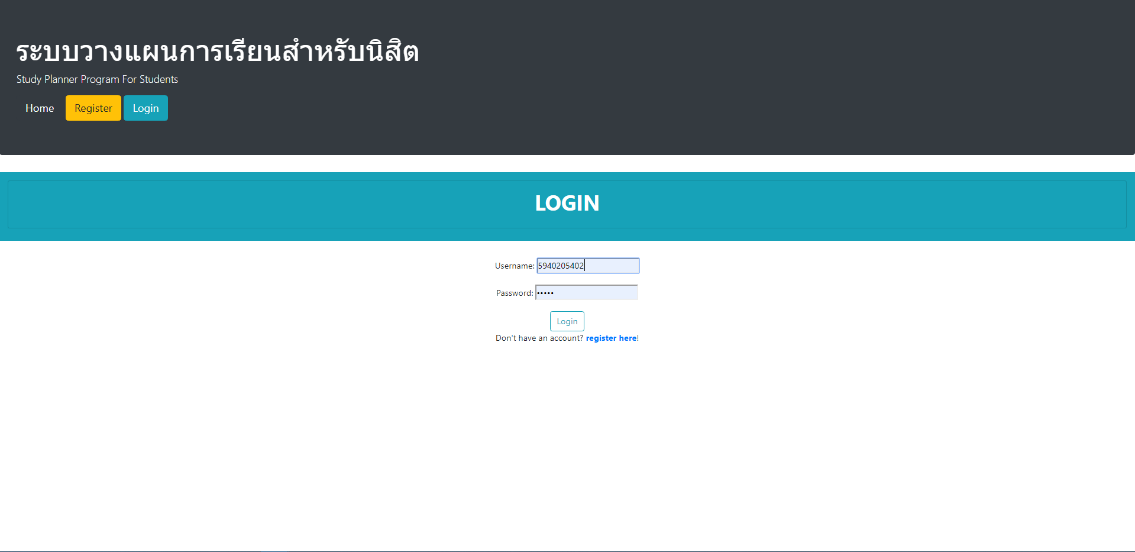 ระบบวางแผนการเรียนสำหรับนิสิต
Study Planner Program For Students
Home Register Login
LOGIN
Username: 5940205402
Password: •••••
Login
Don't have an account? register here!